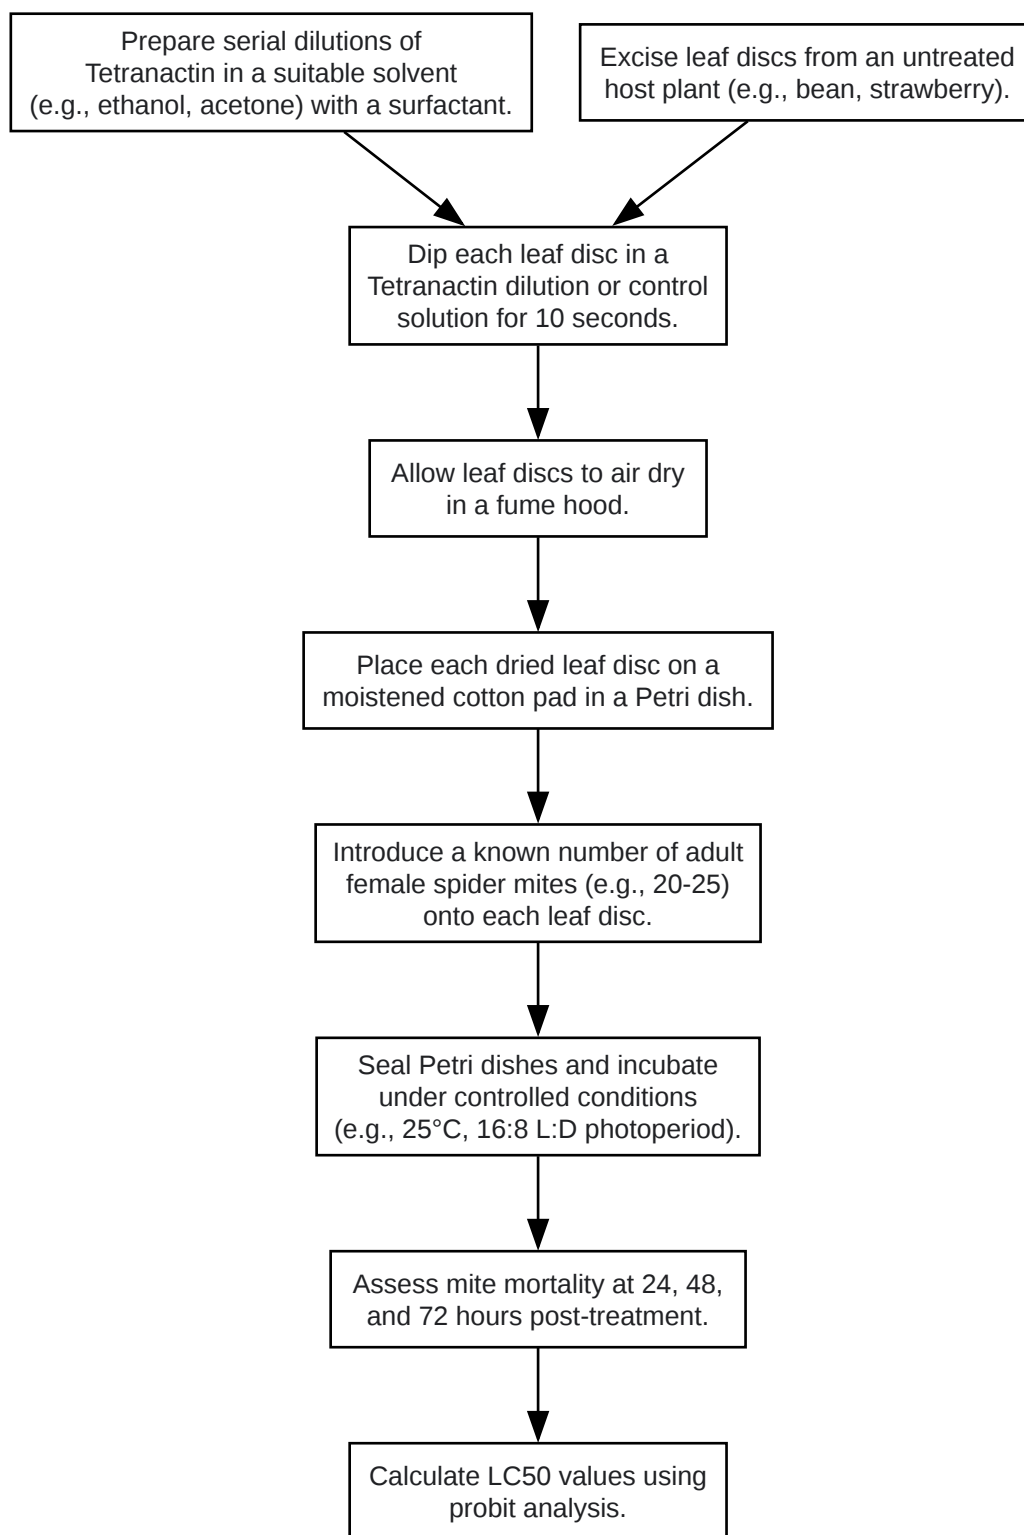 Prepare serial dilutions of
Tetranactin in a suitable solvent
(e.g., ethanol, acetone) with a surfactant.
Excise leaf discs from an untreated
host plant (e.g., bean, strawberry).
Dip each leaf disc in a
Tetranactin dilution or control
solution for 10 seconds.
Allow leaf discs to air dry
in a fume hood.
Place each dried leaf disc on a
moistened cotton pad in a Petri dish.
Introduce a known number of adult
female spider mites (e.g., 20-25)
onto each leaf disc.
Seal Petri dishes and incubate
under controlled conditions
(e.g., 25°C, 16:8 L:D photoperiod).
Assess mite mortality at 24, 48,
and 72 hours post-treatment.
Calculate LC50 values using
probit analysis.